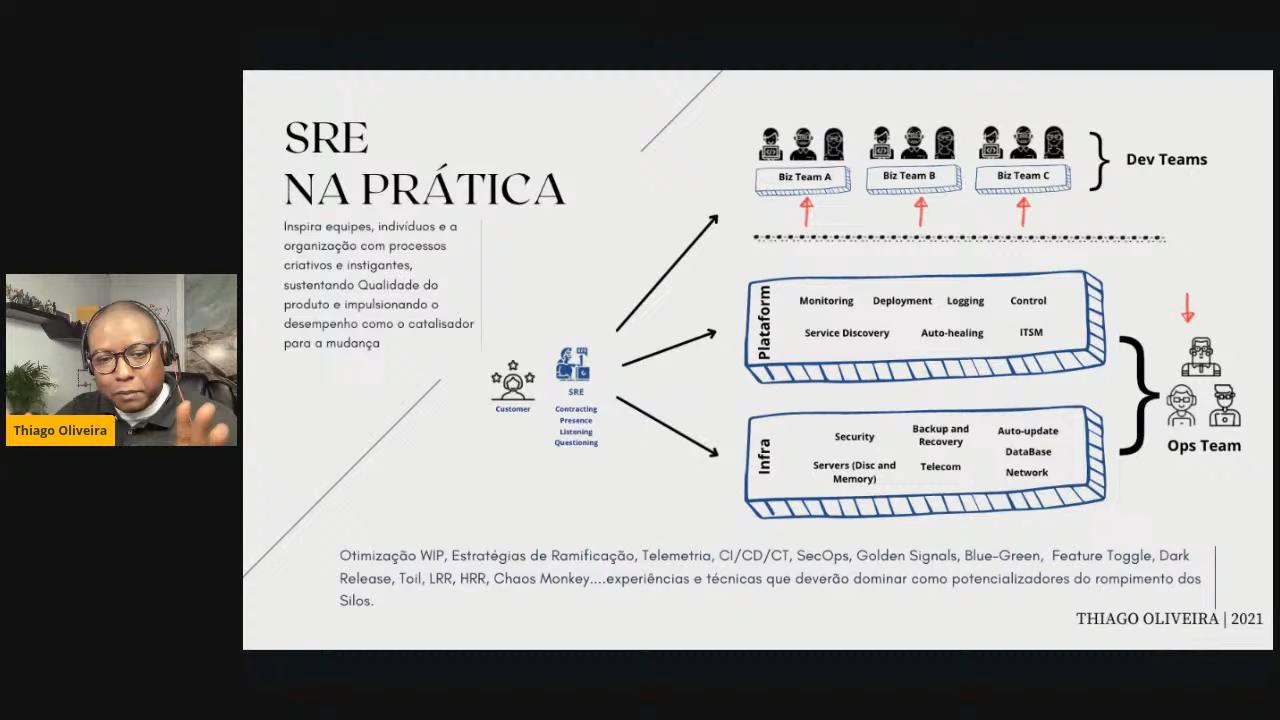 SRE
NA PRÁTICA
Inspira equipes, indivíduos e a
organização com processos
criativos e instigantes,
sustentando Qualidade do
produto e impulsionando o
desempenho como o catalisador
para a mudança
Customer
SRE
Contracting
Presence
Listening
Questioning
Biz Team A
Biz Team B
Biz Team C
Dev Teams
Plataform
Monitoring
Deployment
Logging
Control
Service Discovery
Auto-healing
ITSM
Infra
Security
Backup and
Recovery
Auto-update
DataBase
Servers (Disc and
Memory)
Telecom
Network
Ops Team
Thiago Oliveira
Otimização WIP, Estratégias de Ramificação, Telemetria, CI/CD/CT, SecOps, Golden Signals, Blue-Green, Feature Toggle, Dark
Release, Toil, LRR, HRR, Chaos Monkey....experiências e técnicas que deverão dominar como potencializadores do rompimento dos
Silos.
THIAGO OLIVEIRA | 2021